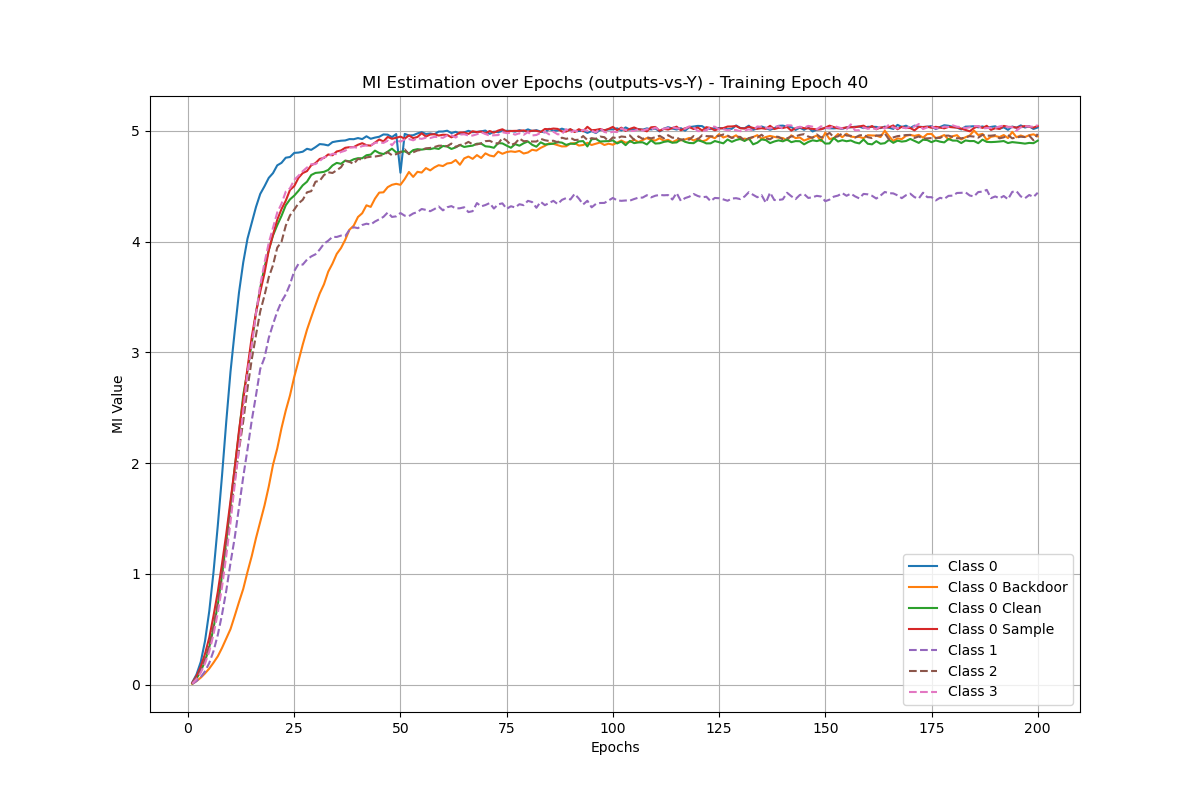 MI Estimation over Epochs (outputs-vs-Y) - Training Epoch 40
MI Value
5
4
3
2
1
0
0 25 50 75 100 125 150 175 200
Epochs
Class 0
Class 0 Backdoor
Class 0 Clean
Class 0 Sample
Class 1
Class 2
Class 3